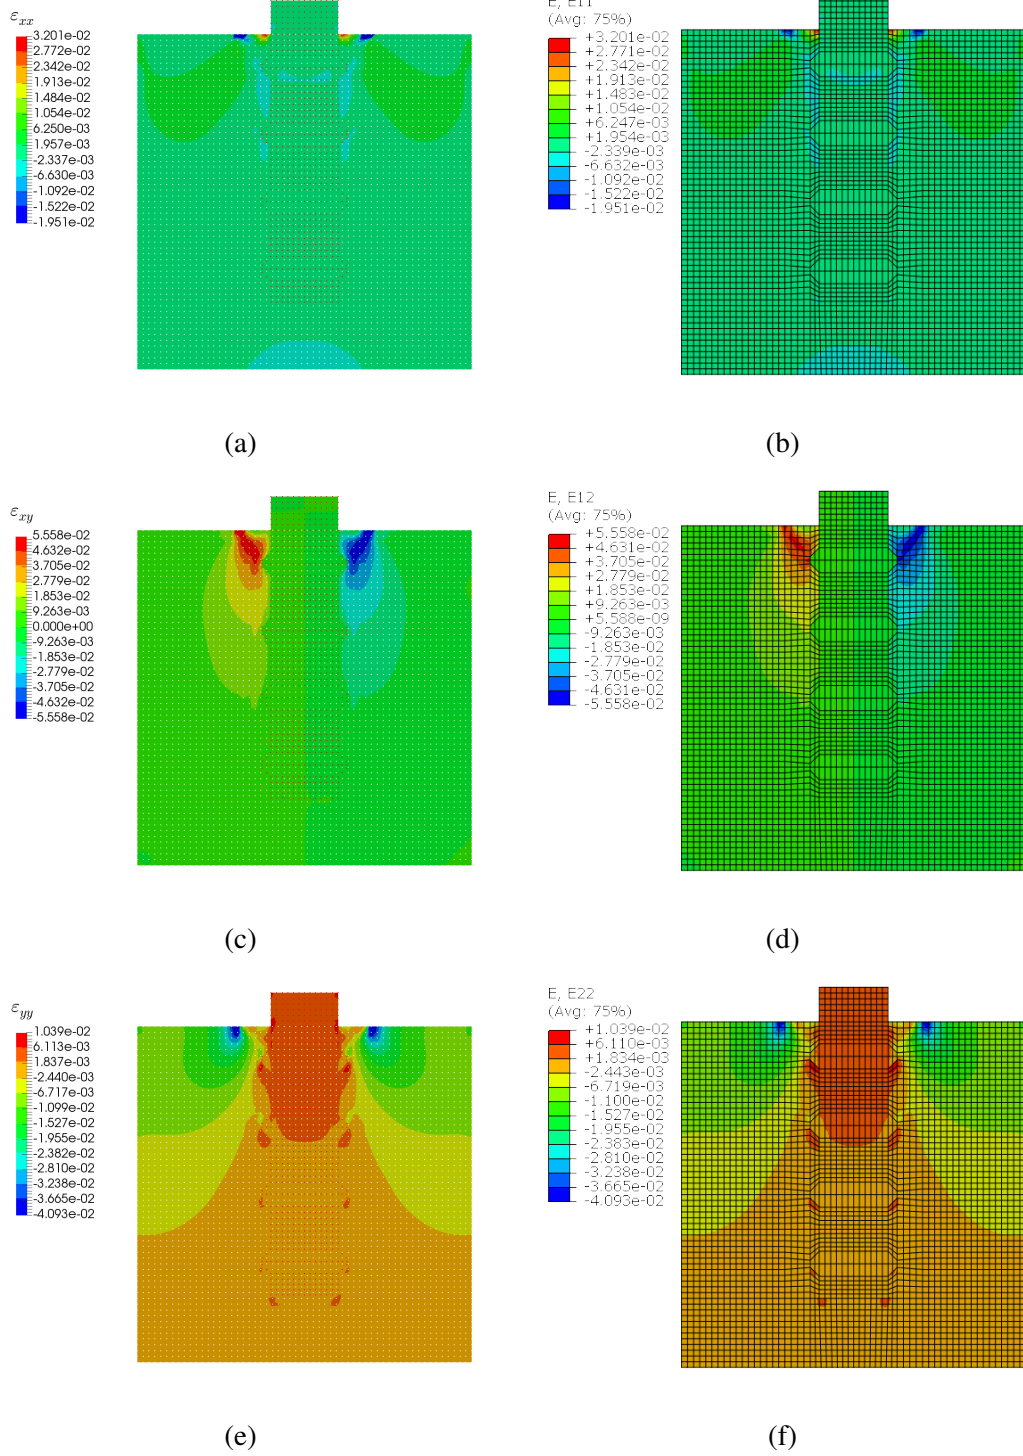 ε_xx
3.201e-02
2.772e-02
2.342e-02
1.913e-02
1.484e-02
1.054e-02
6.250e-03
1.957e-03
-2.337e-03
-6.630e-03
-1.092e-02
-1.522e-02
-1.951e-02
E, E11
(Avg: 75%)
+3.201e-02
+2.771e-02
+2.342e-02
+1.913e-02
+1.483e-02
+1.054e-02
+6.247e-03
+1.954e-03
-2.339e-03
-6.632e-03
-1.092e-02
-1.522e-02
-1.951e-02
(a)
(b)
ε_xy
5.558e-02
4.632e-02
3.705e-02
2.779e-02
1.853e-02
9.263e-03
0.000e+00
-9.263e-03
-1.853e-02
-2.779e-02
-3.705e-02
-4.632e-02
-5.558e-02
E, E12
(Avg: 75%)
+5.558e-02
+4.631e-02
+3.705e-02
+2.779e-02
+1.853e-02
+9.263e-03
+5.588e-09
-9.263e-03
-1.853e-02
-2.779e-02
-3.705e-02
-4.631e-02
-5.558e-02
(c)
(d)
ε_yy
1.039e-02
6.113e-03
1.837e-03
-2.440e-03
-6.717e-03
-1.099e-02
-1.527e-02
-1.955e-02
-2.382e-02
-2.810e-02
-3.238e-02
-3.665e-02
-4.093e-02
E, E22
(Avg: 75%)
+1.039e-02
+6.110e-03
+1.834e-03
-2.443e-03
-6.719e-03
-1.100e-02
-1.527e-02
-1.955e-02
-2.383e-02
-2.810e-02
-3.238e-02
-3.665e-02
-4.093e-02
(e)
(f)